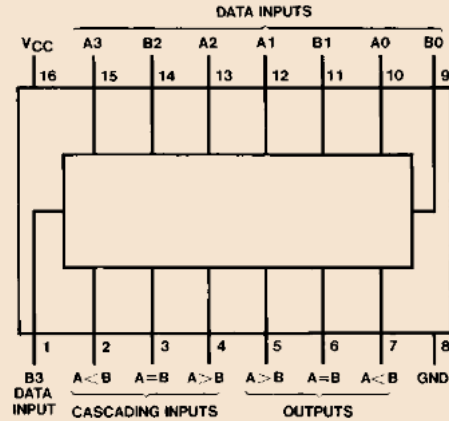 DATA INPUTS
VCC A3 B2 A2 A1 B1 A0 B0
16 15 14 13 12 11 10 9
1 2 3 4 5 6 7 8
B3 A<B A=B A>B A>B A=B A<B GND
DATA
INPUT CASCADING INPUTS OUTPUTS